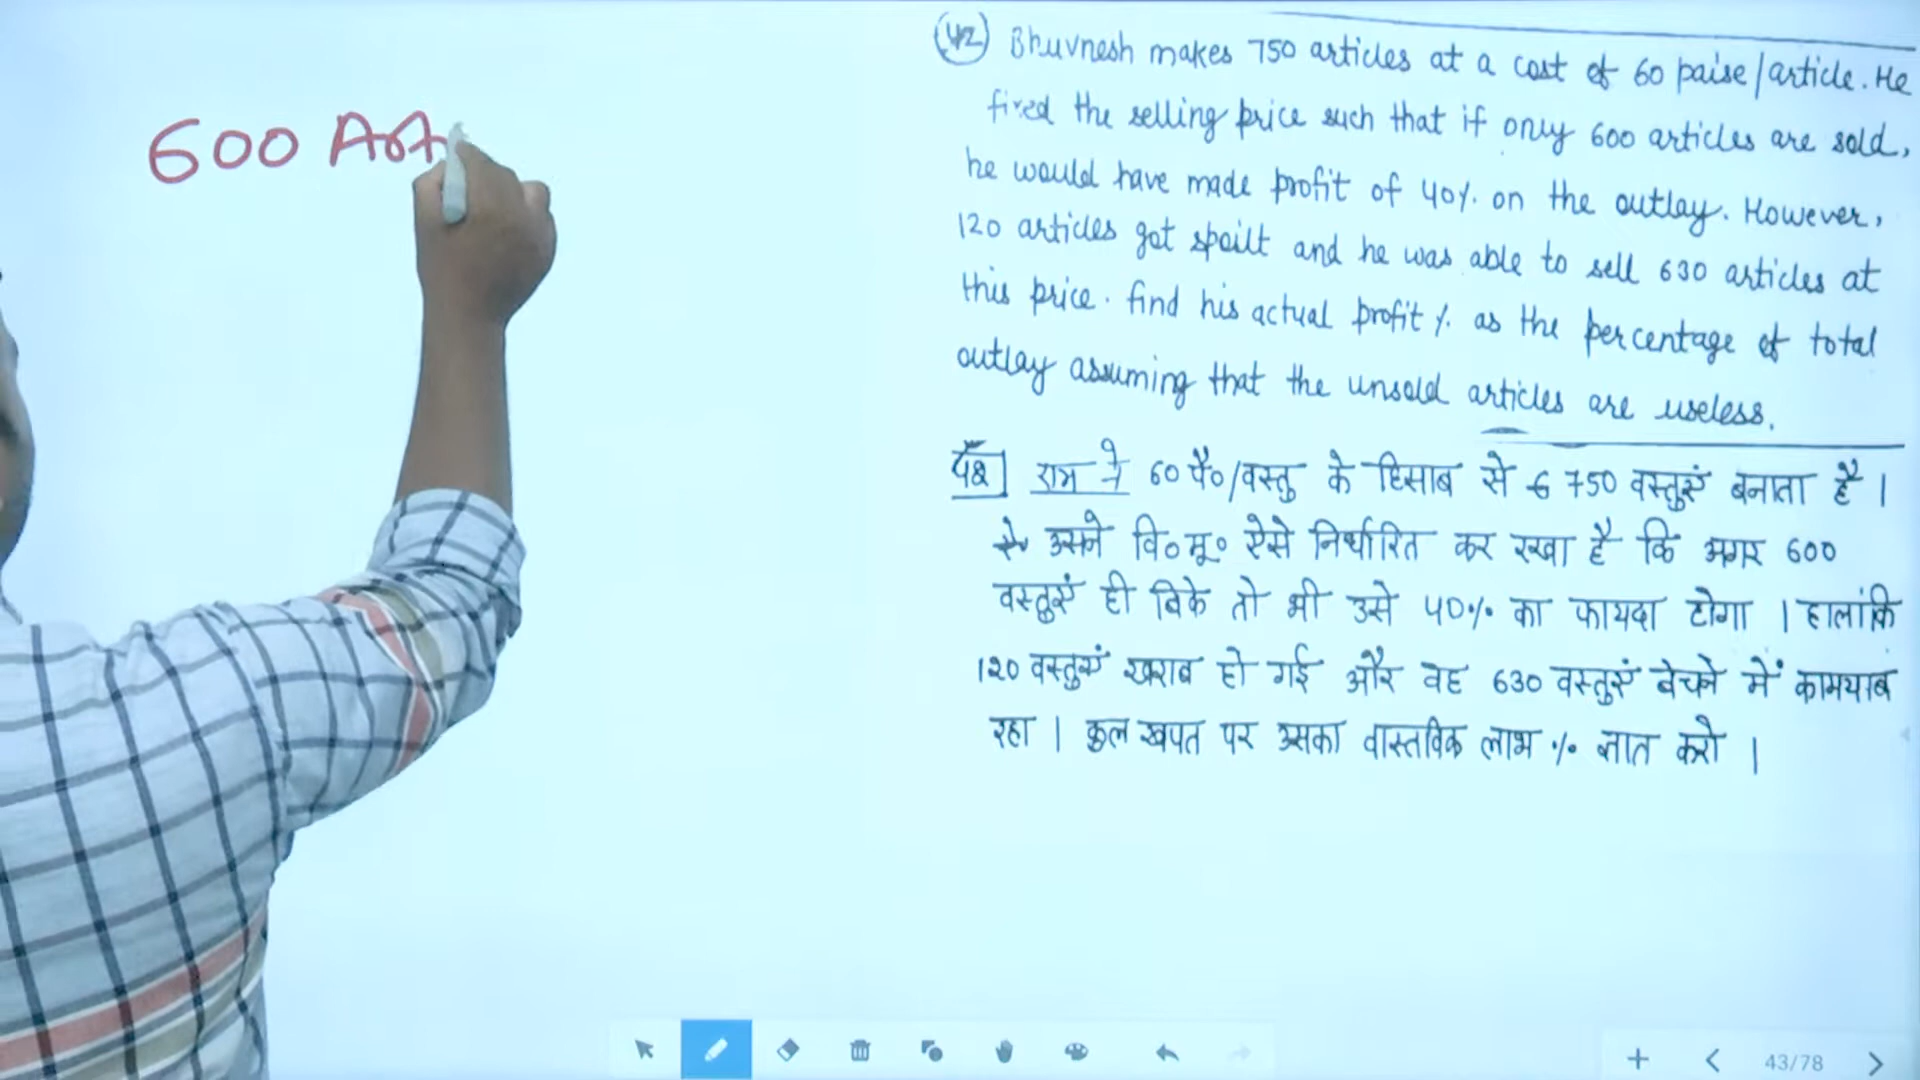 600 Art
(42) Bhuvnesh makes 750 articles at a cost of 60 paise/article. He
fixed the selling price such that if only 600 articles are sold,
he would have made profit of 40%. on the outlay. However,
120 articles got spoilt and he was able to sell 630 articles at
this price. find his actual profit %. as the percentage of total
outlay assuming that the unsold articles are useless.
42 राम ने 60 पै०/वस्तु के हिसाब से 750 वस्तुएं बनाता है ।
उसने वि०मू० ऐसे निर्धारित कर रखा है कि अगर 600
वस्तुएं ही बिके तो भी उसे 40% का फायदा होगा । हालांकि
120 वस्तुएं खराब हो गई और वह 630 वस्तुएं बेचने में कामयाब
रहा । कुल खपत पर उसका वास्तविक लाभ % ज्ञात करो ।
43/78